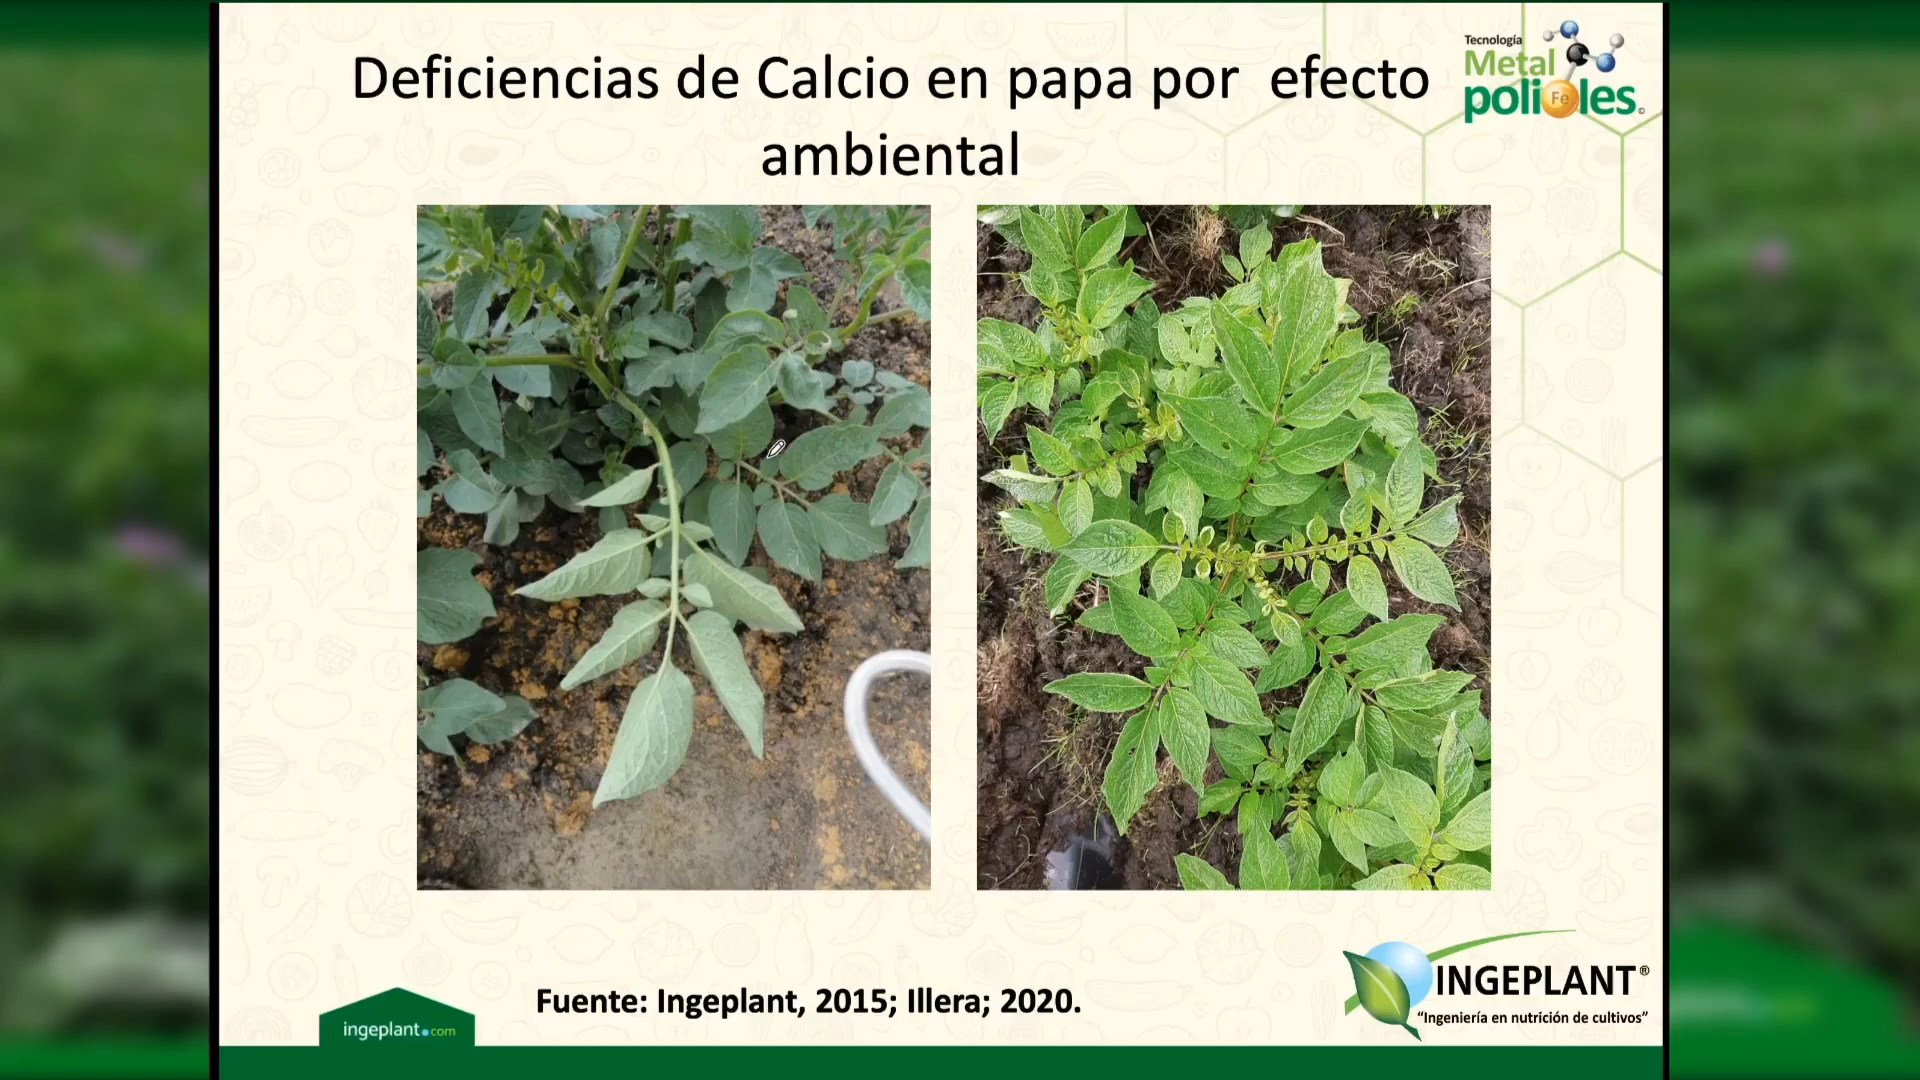 Deficiencias de Calcio en papa por efecto
ambiental
Tecnología
Metal
polioles
Fe
©
Fuente: Ingeplant, 2015; Illera; 2020.
ingeplant.com
INGEPLANT®
“Ingeniería en nutrición de cultivos”